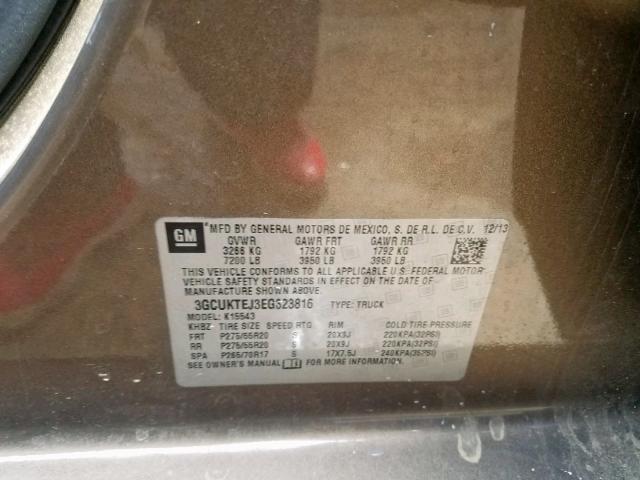 GM
MFD BY GENERAL MOTORS DE MEXICO, S. DE R.L. DE C.V. 12/13
GVWR GAWR FRT GAWR RR
3266 KG 1792 KG 1792 KG
7200 LB 3950 LB 3950 LB
THIS VEHICLE CONFORMS TO ALL APPLICABLE U.S. FEDERAL MOTOR
VEHICLE SAFETY STANDARDS IN EFFECT ON THE DATE OF
MANUFACTURE SHOWN ABOVE.
3GCUKTEJ3EG323816 TYPE: TRUCK
MODEL: K15543
KHBZ TIRE SIZE SPEED RTG RIM COLD TIRE PRESSURE
FRT P275/55R20 S 20X9J 220KPA(32PSI)
RR P275/55R20 S 20X9J 220KPA(32PSI)
SPA P265/70R17 S 17X7.5J 240KPA(35PSI)
SEE OWNER'S MANUAL FOR MORE INFORMATION.